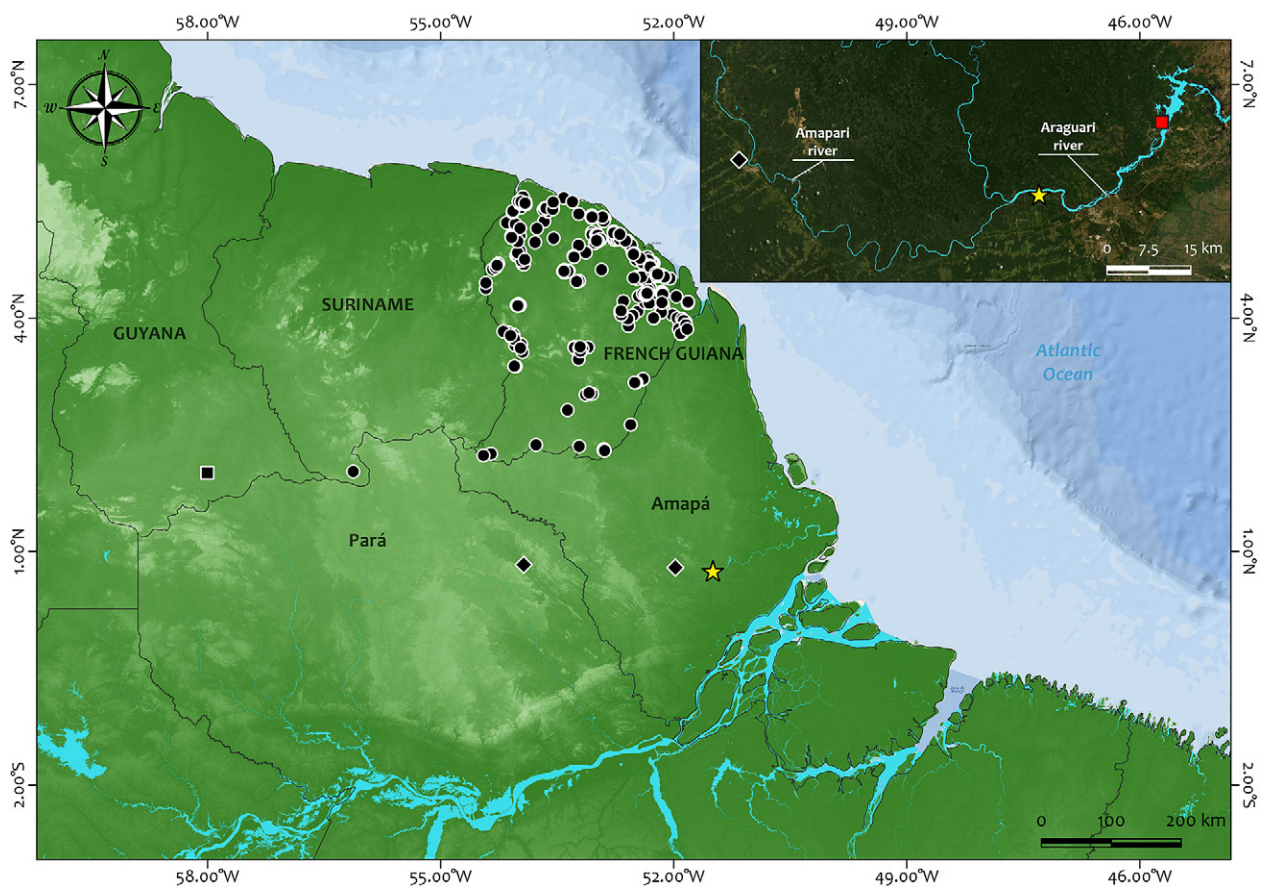 58.00°W
55.00°W
52.00°W
49.00°W
46.00°W
7.00°N
7.00°N
N
W
E
S
Amapari
river
Araguari
river
0
7.5
15 km
SURINAME
GUYANA
4.00°N
4.00°N
FRENCH GUIANA
Atlantic
Ocean
Amapá
Pará
1.00°N
1.00°N
2.00°S
2.00°S
0
100
200 km
58.00°W
55.00°W
52.00°W
49.00°W
46.00°W